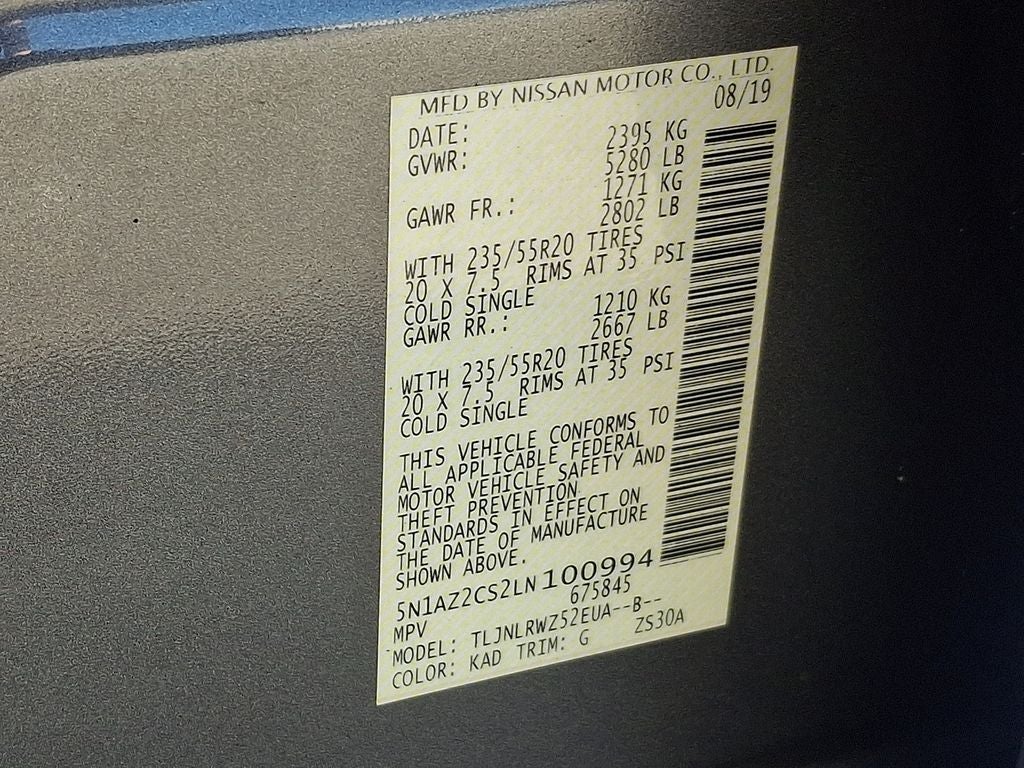 MFD BY NISSAN MOTOR CO., LTD.
DATE: 08/19
GVWR: 2395 KG
5280 LB
GAWR FR.: 1271 KG
2802 LB
WITH 235/55R20 TIRES
20 X 7.5 RIMS AT 35 PSI
COLD SINGLE
GAWR RR.: 1210 KG
2667 LB
WITH 235/55R20 TIRES
20 X 7.5 RIMS AT 35 PSI
COLD SINGLE
THIS VEHICLE CONFORMS TO
ALL APPLICABLE FEDERAL
MOTOR VEHICLE SAFETY AND
THEFT PREVENTION
STANDARDS IN EFFECT ON
THE DATE OF MANUFACTURE
SHOWN ABOVE.
5N1AZ2CS2LN100994
MPV 675845
MODEL: TLJNLRWZ52EUA--B--
COLOR: KAD TRIM: G ZS30A